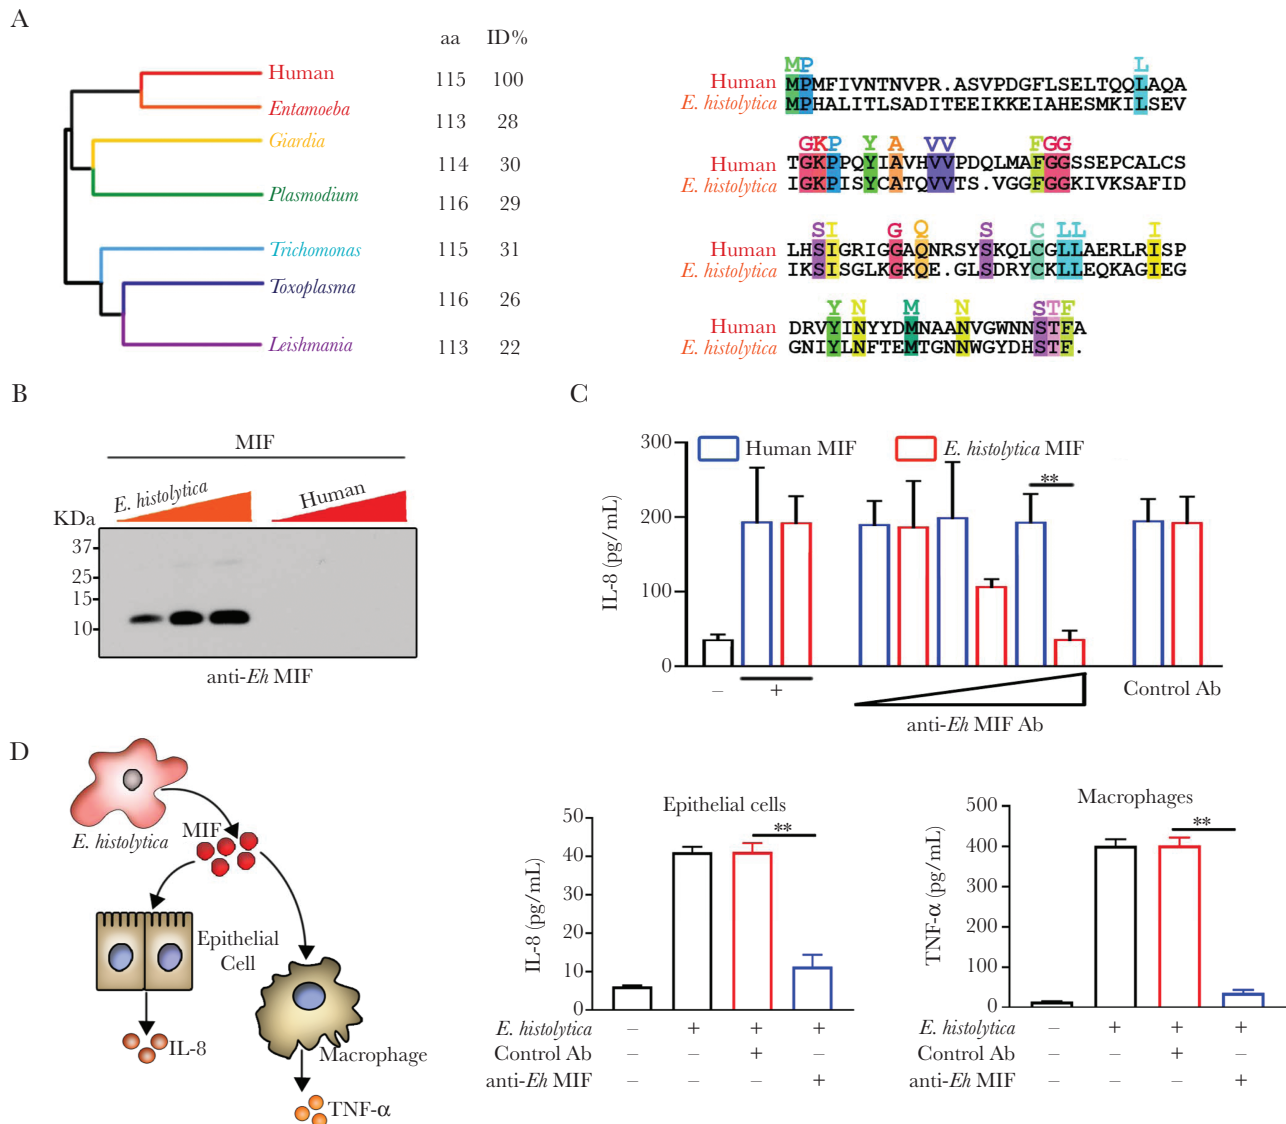 A
aa ID%
Human 115 100
Entamoeba 113 28
Giardia 114 30
Plasmodium 116 29
Trichomonas 115 31
Toxoplasma 116 26
Leishmania 113 22
MP L
Human MPMFIVNTNVPR.ASVPDGFLSELTQQLAQA
E. histolytica MPHALITLSADITEEIKKEIAHESMKILSEV
GKP Y A VV FGG
Human TGKPPQYIAVHVVPDQLMAFGGSSEPCALCS
E. histolytica IGKPISYCATQVVTS.VGGFGGKIVKSAFID
SI G Q S C LL I
Human LHSIGRIGGAQNRSYSKQLCGLLAERLRISP
E. histolytica IKSISGLKGKQE.GLSDRYCKLLEQKAGIEG
Y N M N STF
Human DRVYINYYDMNAANVGWNNSTFA
E. histolytica GNIYLNFTEMTGNNWGYDHSTF.
B
MIF
E. histolytica Human
KDa
37
25
15
10
anti-Eh MIF
C
Human MIF E. histolytica MIF
IL-8 (pg/mL)
300
200
100
0
**
– + Control Ab
anti-Eh MIF Ab
D
E. histolytica
MIF
Epithelial
Cell
IL-8
Macrophage
TNF-α
Epithelial cells
IL-8 (pg/mL)
50
40
30
20
10
0
**
E. histolytica – + + +
Control Ab – – + –
anti-Eh MIF – – – +
Macrophages
TNF-α (pg/mL)
500
400
300
400
100
0
**
E. histolytica – + + +
Control Ab – – + –
anti-Eh MIF – – – +